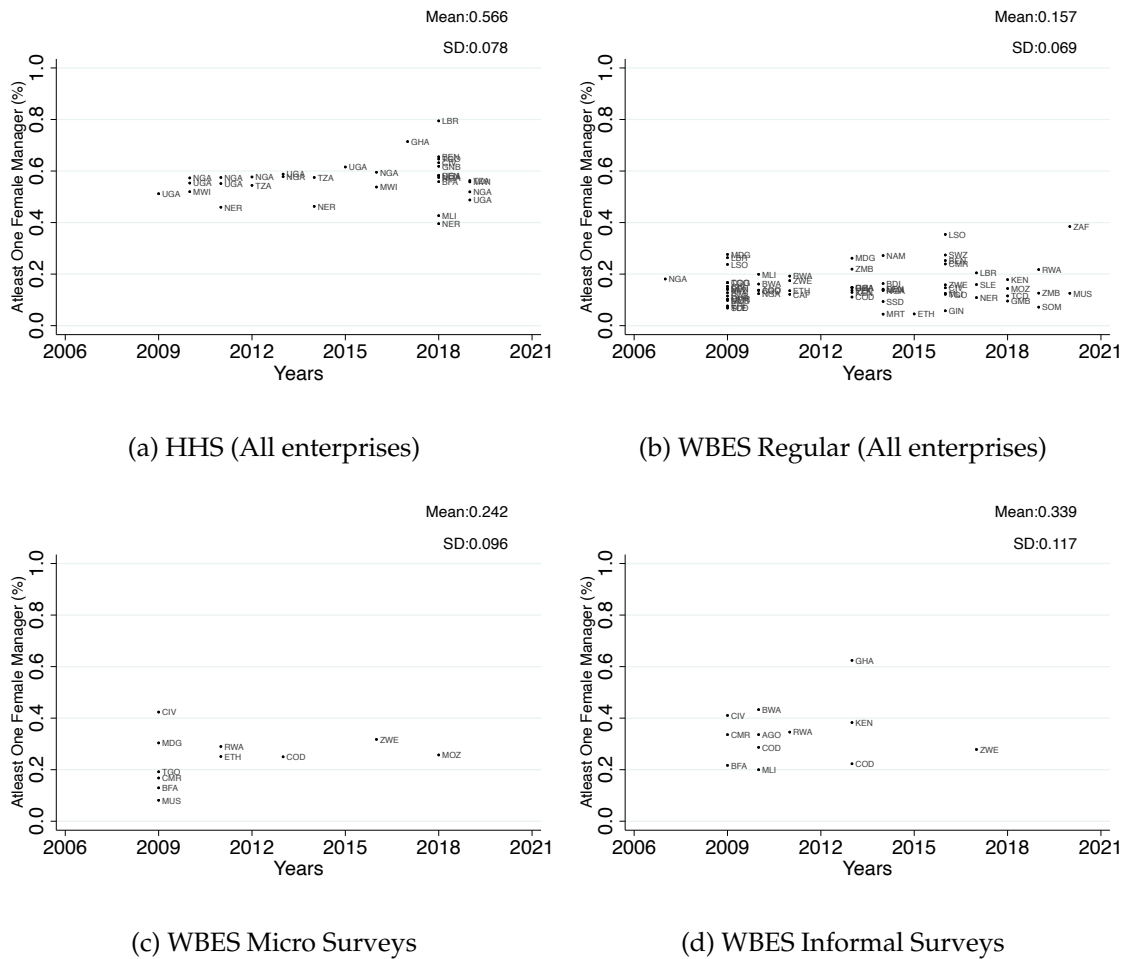 Mean:0.566
SD:0.078
Atleast One Female Manager (%)
1.0
0.8
0.6
0.4
0.2
0.0
LBR
GHA
UGA
NGA
UGA
MWI
NGA
UGA
NER
NGA
TZA
UGA
TZA
NER
UGA
NGA
MWI
GNB
BFA
MLI
NER
NGA
UGA
2006 2009 2012 2015 2018 2021
Years
(a) HHS (All enterprises)
Mean:0.157
SD:0.069
Atleast One Female Manager (%)
1.0
0.8
0.6
0.4
0.2
0.0
NGA
MDG
LBR
LSO
MLI
BWA
NGA
RWA
ZWE
ETH
CAF
MDG
ZMB
COD
NAM
BDI
SSD
MRT
ETH
LSO
SWZ
BEN
CMR
ZWE
GIN
LBR
SLE
NER
KEN
MOZ
TCD
GMB
RWA
ZMB
SOM
ZAF
MUS
2006 2009 2012 2015 2018 2021
Years
(b) WBES Regular (All enterprises)
Mean:0.242
SD:0.096
Atleast One Female Manager (%)
1.0
0.8
0.6
0.4
0.2
0.0
CIV
MDG
TGO
CMR
BFA
MUS
RWA
ETH
COD
ZWE
MOZ
2006 2009 2012 2015 2018 2021
Years
(c) WBES Micro Surveys
Mean:0.339
SD:0.117
Atleast One Female Manager (%)
1.0
0.8
0.6
0.4
0.2
0.0
CIV
CMR
BFA
BWA
AGO
COD
MLI
RWA
GHA
KEN
COD
ZWE
2006 2009 2012 2015 2018 2021
Years
(d) WBES Informal Surveys